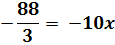 -88/3 = -10x